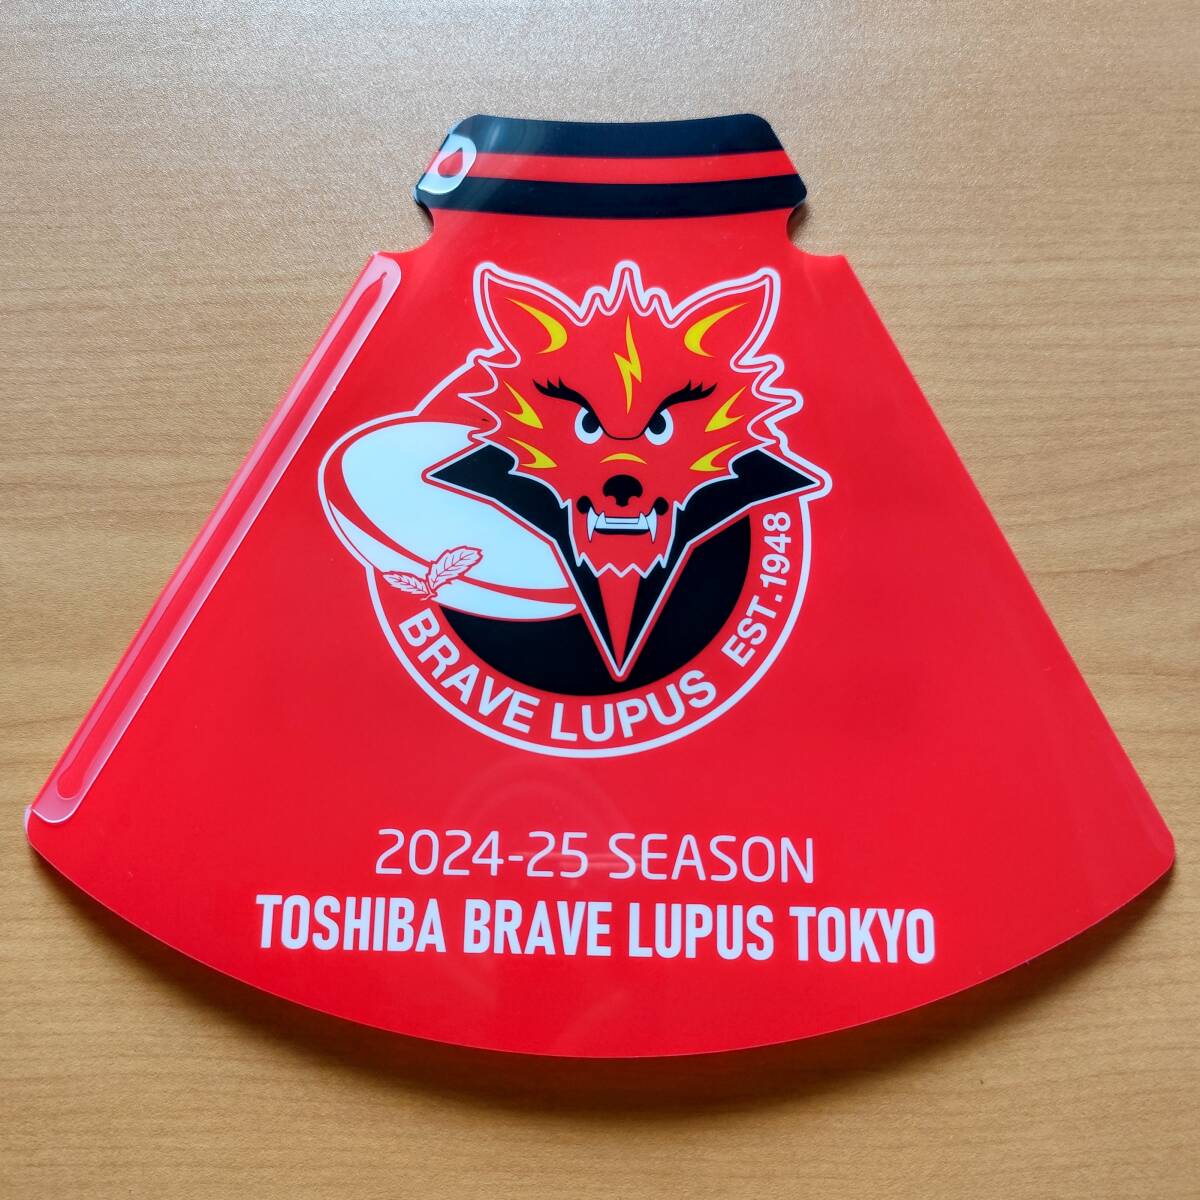 BRAVE LUPUS EST.1948
2024-25 SEASON
TOSHIBA BRAVE LUPUS TOKYO